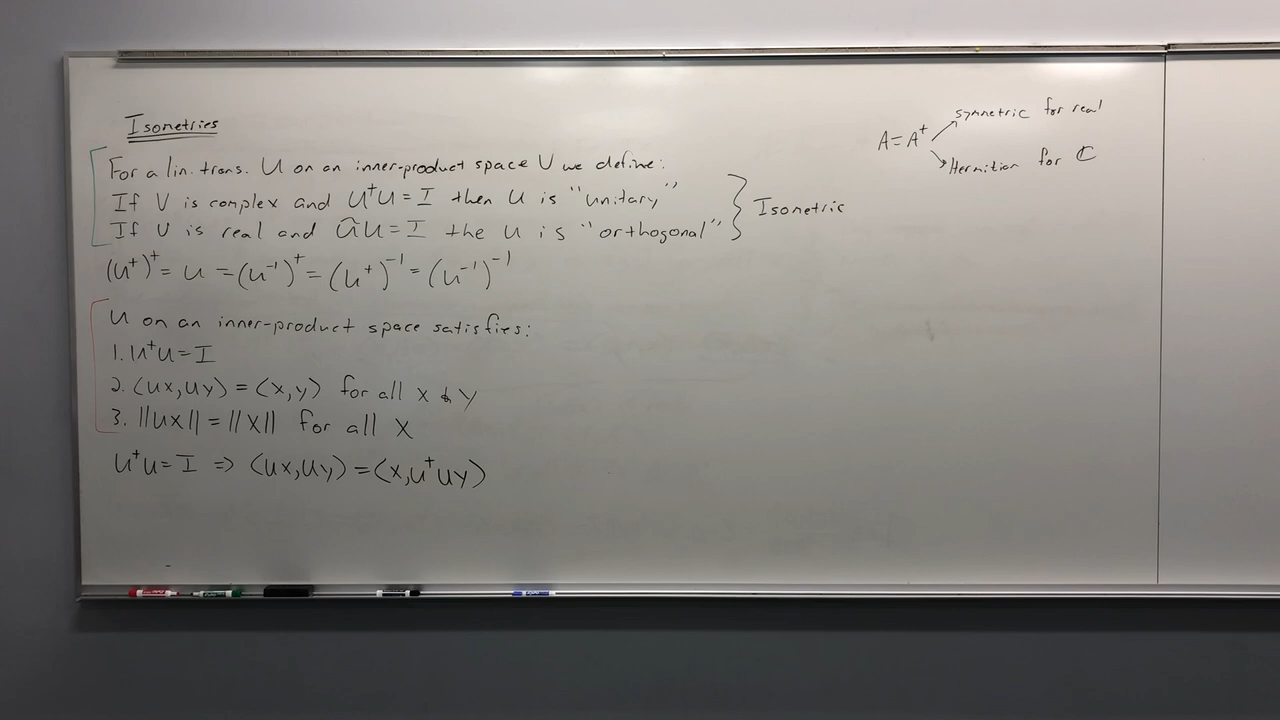 Isometries
For a lin. trans. U on an inner-product space V we define:
If V is complex and U†U = I then U is "unitary"
If V is real and ŨU = I the U is "orthogonal"
} Isometric
(U†)† = U = (U⁻¹)† = (U†)⁻¹ = (U⁻¹)⁻¹
U on an inner-product space satisfies:
1. U†U = I
2. (Ux,Uy) = (x,y) for all x & y
3. ||Ux|| = ||x|| for all x
U†U = I ⇒ (Ux,Uy) = (x,U†Uy)
symmetric for real
A = A†
Hermition for ℂ